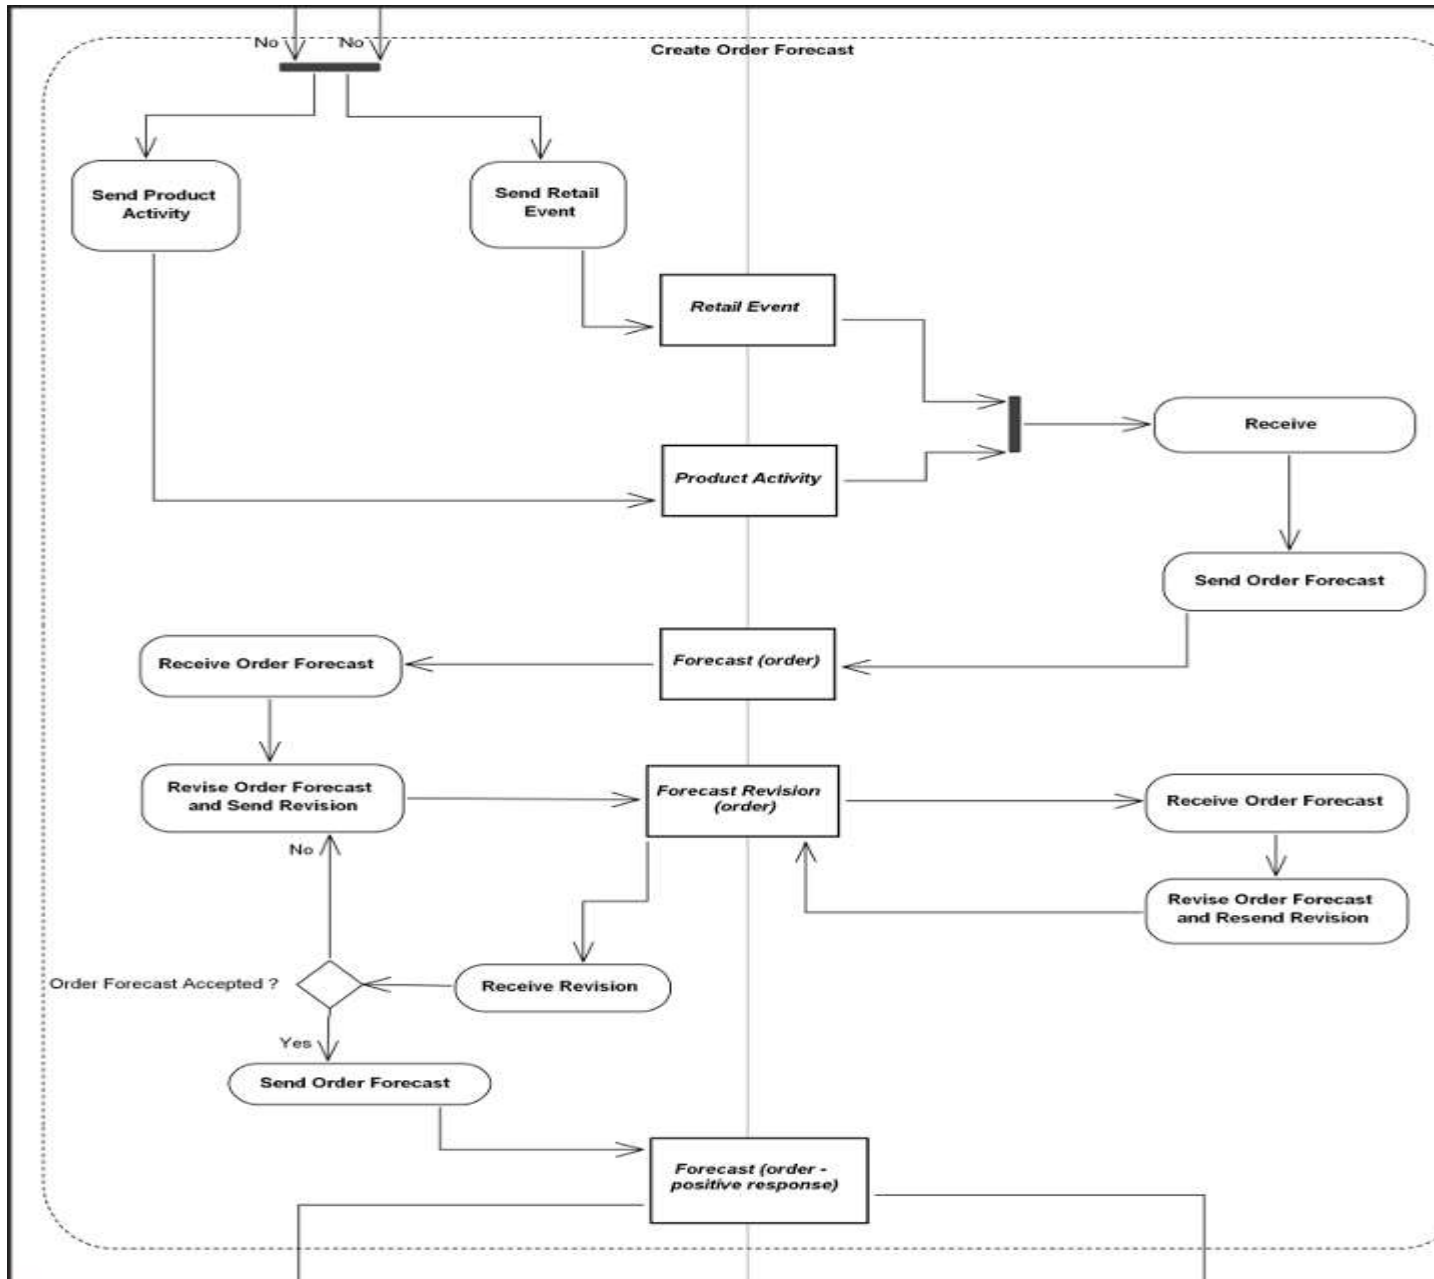 No
No
Create Order Forecast
Send Product
Activity
Send Retail
Event
Retail Event
Receive
Product Activity
Send Order Forecast
Receive Order Forecast
Forecast (order)
Revise Order Forecast
and Send Revision
Forecast Revision
(order)
Receive Order Forecast
No
Revise Order Forecast
and Resend Revision
Order Forecast Accepted ?
Receive Revision
Yes
Send Order Forecast
Forecast (order -
positive response)